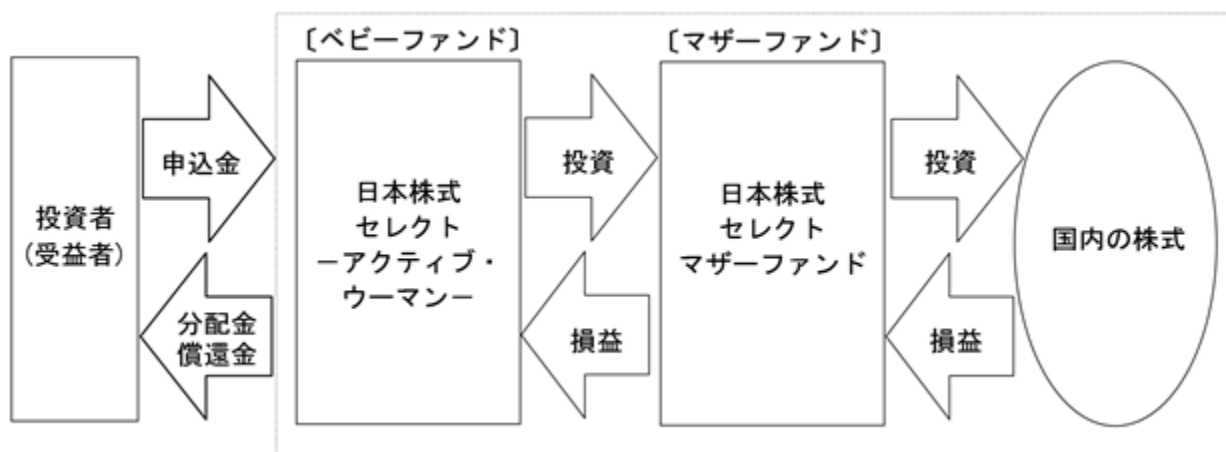 〔ベビーファンド〕
〔マザーファンド〕
投資者
（受益者）
申込金
分配金
償還金
日本株式
セレクト
－アクティブ・
ウーマン－
投資
損益
日本株式
セレクト
マザーファンド
投資
損益
国内の株式